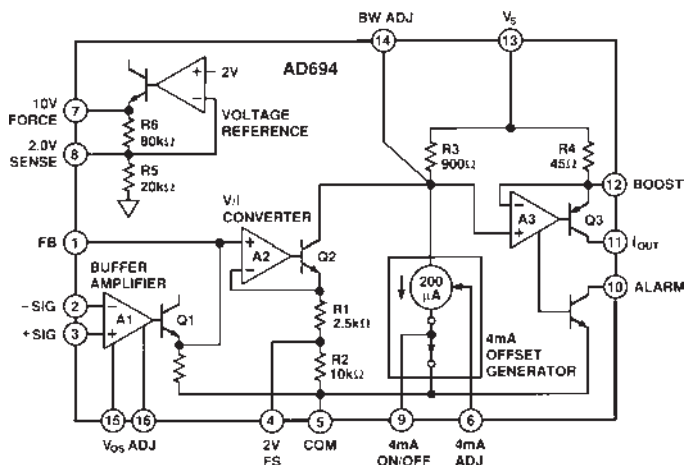 BW ADJ
V_S
14
13
AD694
2V
10V
FORCE
7
VOLTAGE
REFERENCE
R6
80kΩ
2.0V
SENSE
8
R5
20kΩ
R3
900Ω
R4
45Ω
12
BOOST
V/I
CONVERTER
FB
1
A2
Q2
A3
Q3
11
I_OUT
BUFFER
AMPLIFIER
200
μA
10
ALARM
−SIG
2
+SIG
3
A1
Q1
R1
2.5kΩ
R2
10kΩ
4mA
OFFSET
GENERATOR
15
16
4
5
9
6
V_OS ADJ
2V
FS
COM
4mA
ON/OFF
4mA
ADJ